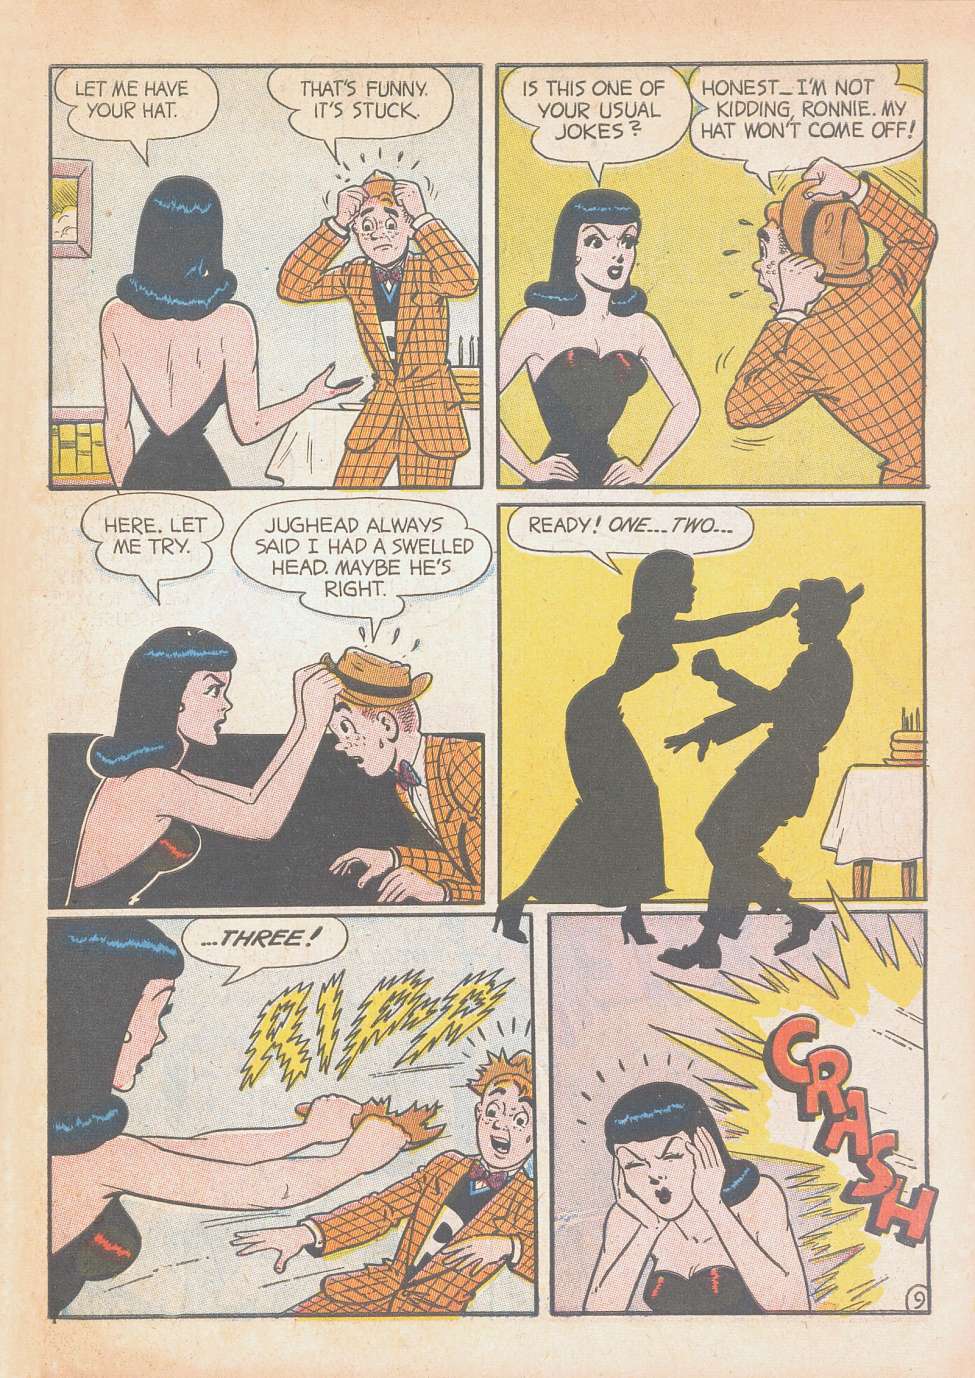 LET ME HAVE
YOUR HAT.
THAT'S FUNNY.
IT'S STUCK.
IS THIS ONE OF
YOUR USUAL
JOKES?
HONEST_ I'M NOT
KIDDING, RONNIE. MY
HAT WON'T COME OFF!
HERE. LET
ME TRY.
JUGHEAD ALWAYS
SAID I HAD A SWELLED
HEAD. MAYBE HE'S
RIGHT.
READY! ONE... TWO...
...THREE!
RIPP
CRASH
9